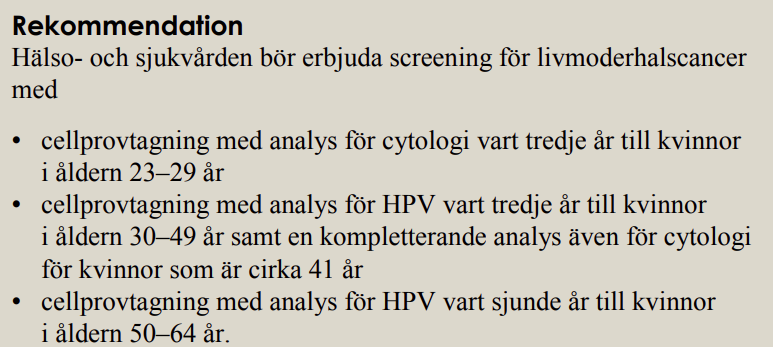 Rekommendation
Hälso- och sjukvården bör erbjuda screening för livmoderhalscancer
med
• cellprovtagning med analys för cytologi vart tredje år till kvinnor
i åldern 23–29 år
• cellprovtagning med analys för HPV vart tredje år till kvinnor
i åldern 30–49 år samt en kompletterande analys även för cytologi
för kvinnor som är cirka 41 år
• cellprovtagning med analys för HPV vart sjunde år till kvinnor
i åldern 50–64 år.